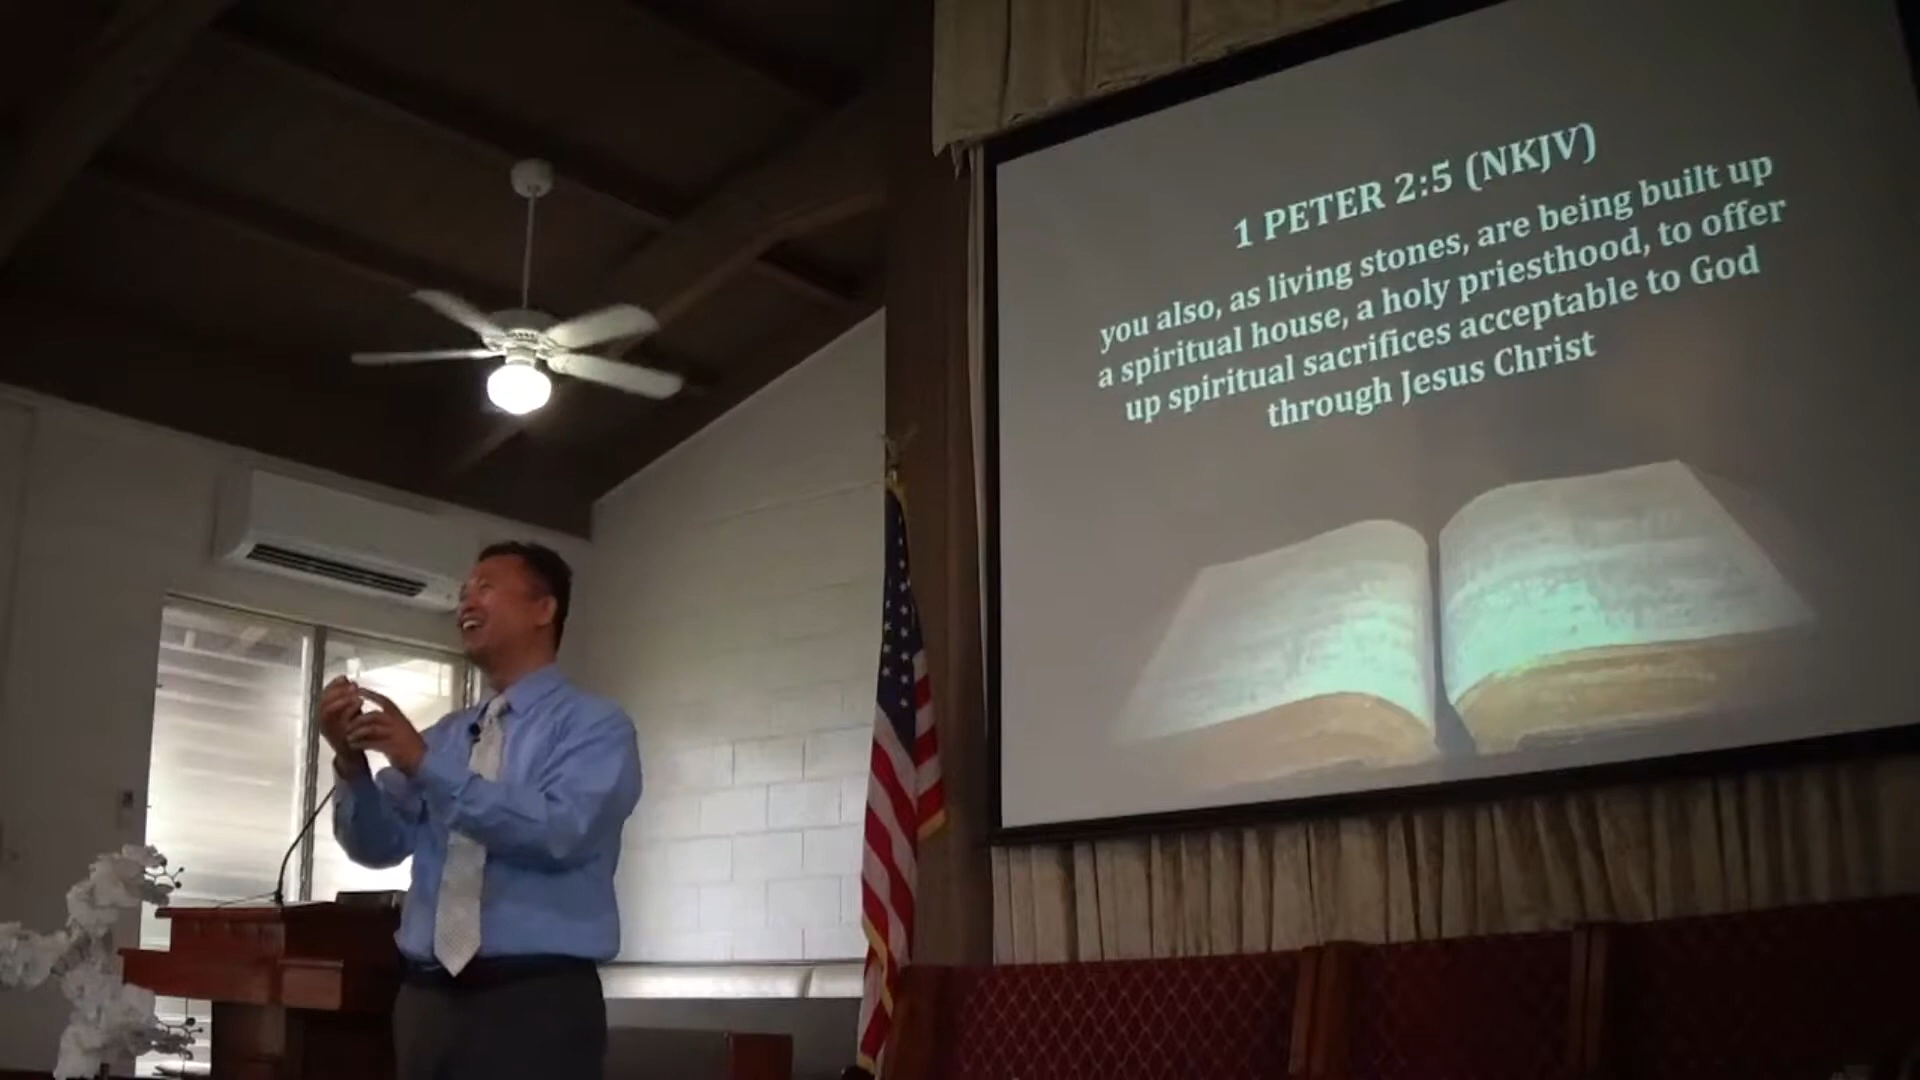 1 PETER 2:5 (NKJV)
you also, as living stones, are being built up
a spiritual house, a holy priesthood, to offer
up spiritual sacrifices acceptable to God
through Jesus Christ